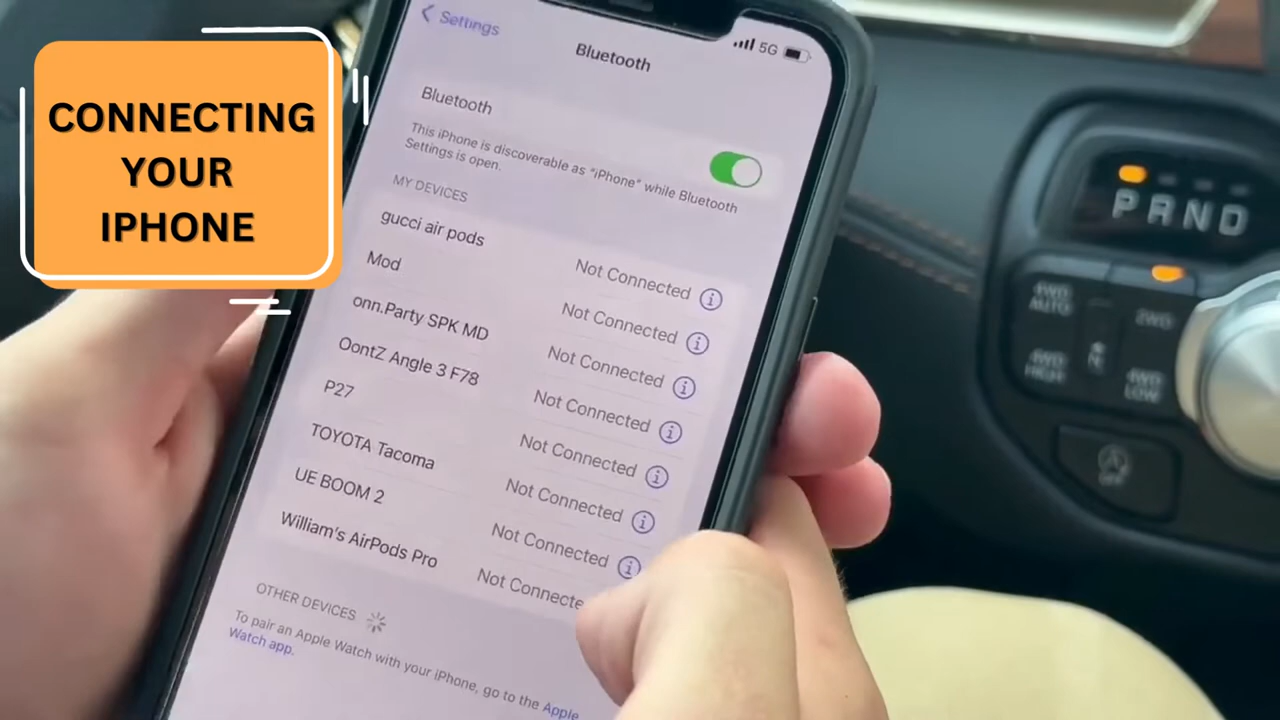 CONNECTING
YOUR
IPHONE
Settings
5G
Bluetooth
Bluetooth
This iPhone is discoverable as "iPhone" while Bluetooth
Settings is open.
MY DEVICES
gucci air pods Not Connected
Mod Not Connected
onn.Party SPK MD Not Connected
OontZ Angle 3 F78 Not Connected
P27 Not Connected
TOYOTA Tacoma Not Connected
UE BOOM 2 Not Connected
William's AirPods Pro Not Connecte
OTHER DEVICES
To pair an Apple Watch with your iPhone, go to the Apple
Watch app.
P R N D
4WD
AUTO
2WD
N
4WD
HIGH
4WD
LOW
OFF